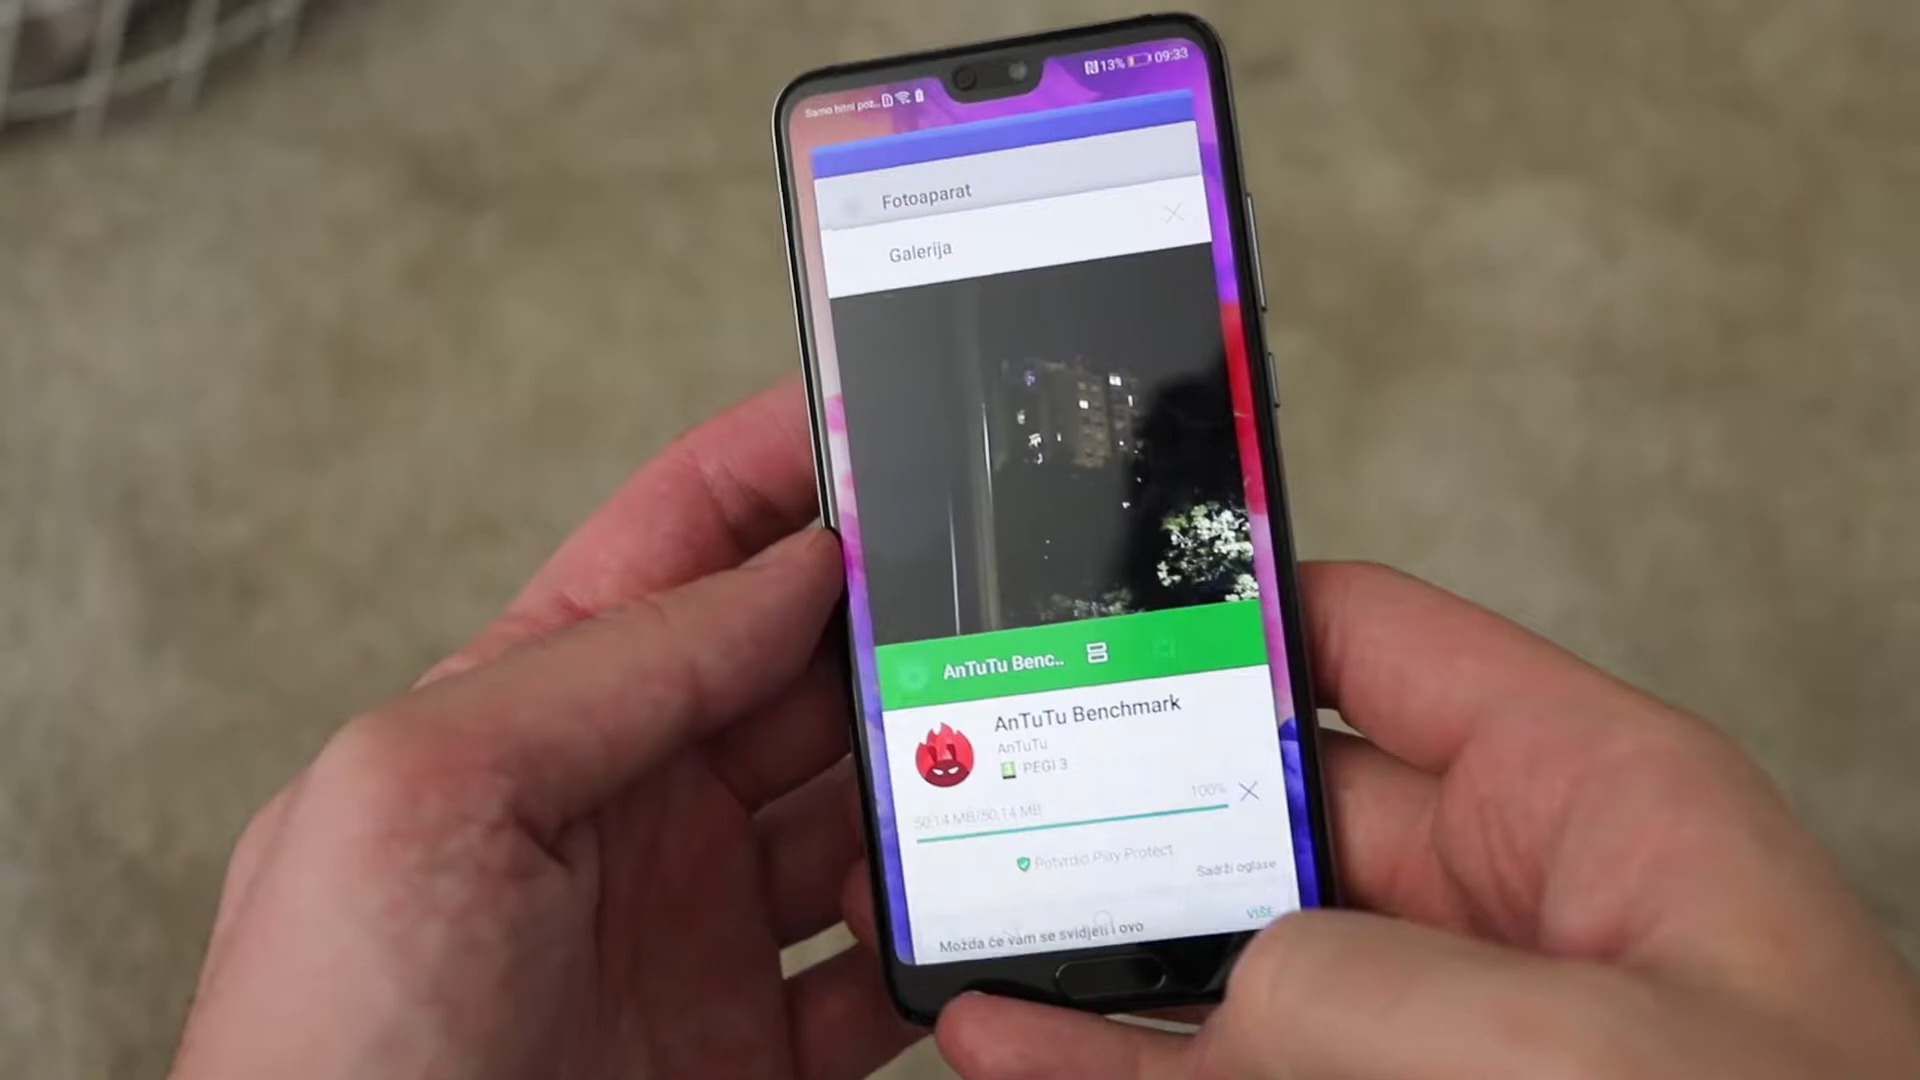 Samo hitni poz... 13% 09:33
Fotoaparat
Galerija
AnTuTu Benc..
AnTuTu Benchmark
AnTuTu
3 PEGI 3
100%
50,14 MB/50,14 MB
Potvrdio Play Protect
Sadrži oglase
VIŠE
Možda će vam se svidjeti i ovo